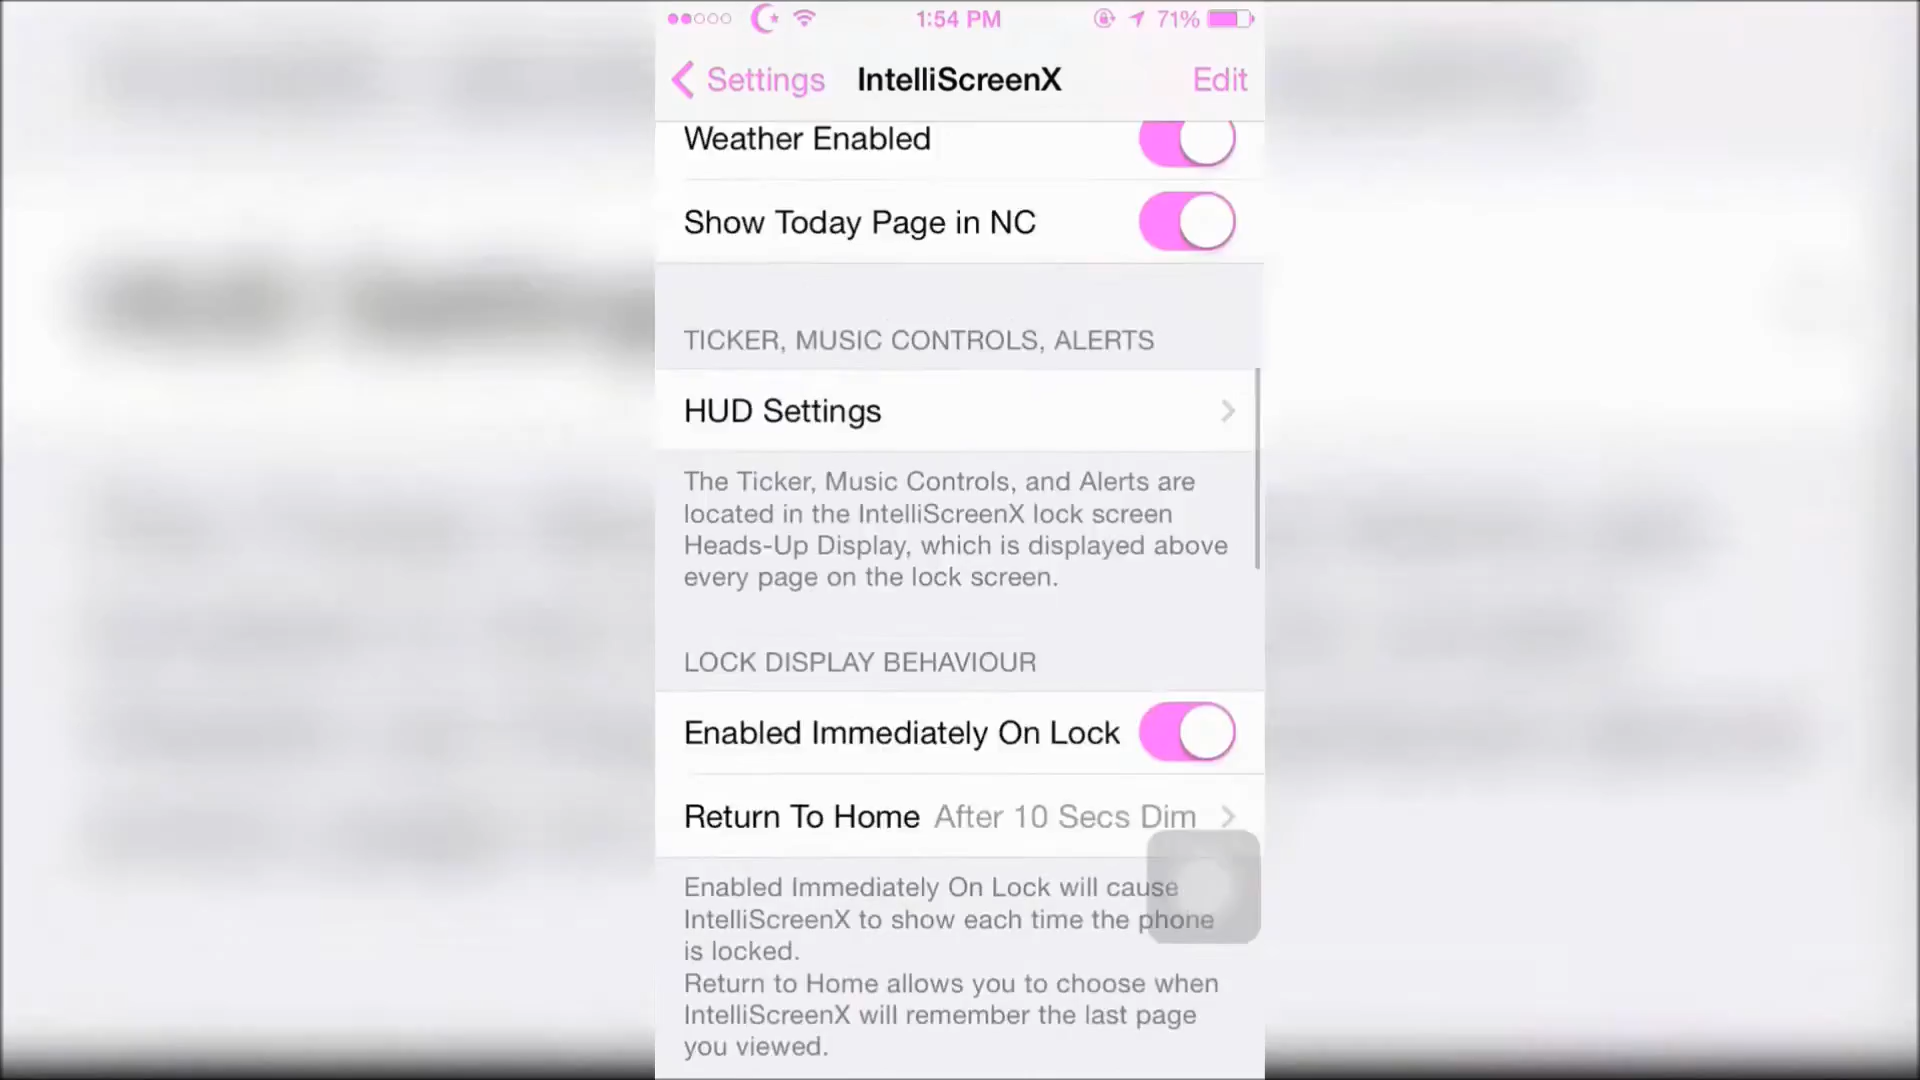 1:54 PM 71%
Settings IntelliScreenX Edit
Weather Enabled
Show Today Page in NC
TICKER, MUSIC CONTROLS, ALERTS
HUD Settings
The Ticker, Music Controls, and Alerts are
located in the IntelliScreenX lock screen
Heads-Up Display, which is displayed above
every page on the lock screen.
LOCK DISPLAY BEHAVIOUR
Enabled Immediately On Lock
Return To Home After 10 Secs Dim
Enabled Immediately On Lock will cause
IntelliScreenX to show each time the phone
is locked.
Return to Home allows you to choose when
IntelliScreenX will remember the last page
you viewed.